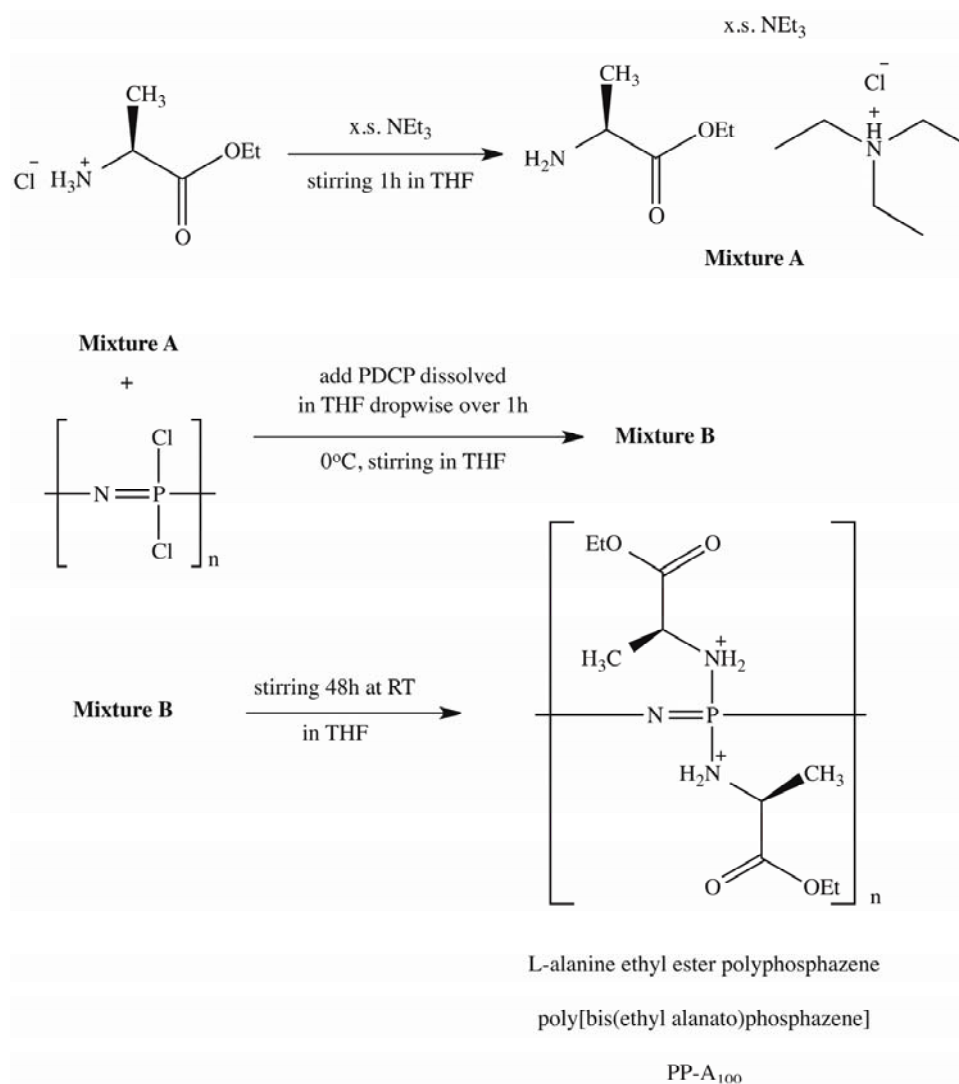 x.s. NEt₃
CH₃
Cl⁻ H₃N⁺
OEt
O
x.s. NEt₃
stirring 1h in THF
CH₃
H₂N
OEt
O
Cl⁻
H
N⁺
Mixture A
Mixture A
+
Cl
N P
Cl
n
add PDCP dissolved
in THF dropwise over 1h
0°C, stirring in THF
Mixture B
Mixture B
stirring 48h at RT
in THF
EtO O
H₃C NH₂⁺
N P
H₂N⁺ CH₃
O OEt
n
L-alanine ethyl ester polyphosphazene
poly[bis(ethyl alanato)phosphazene]
PP-A₁₀₀